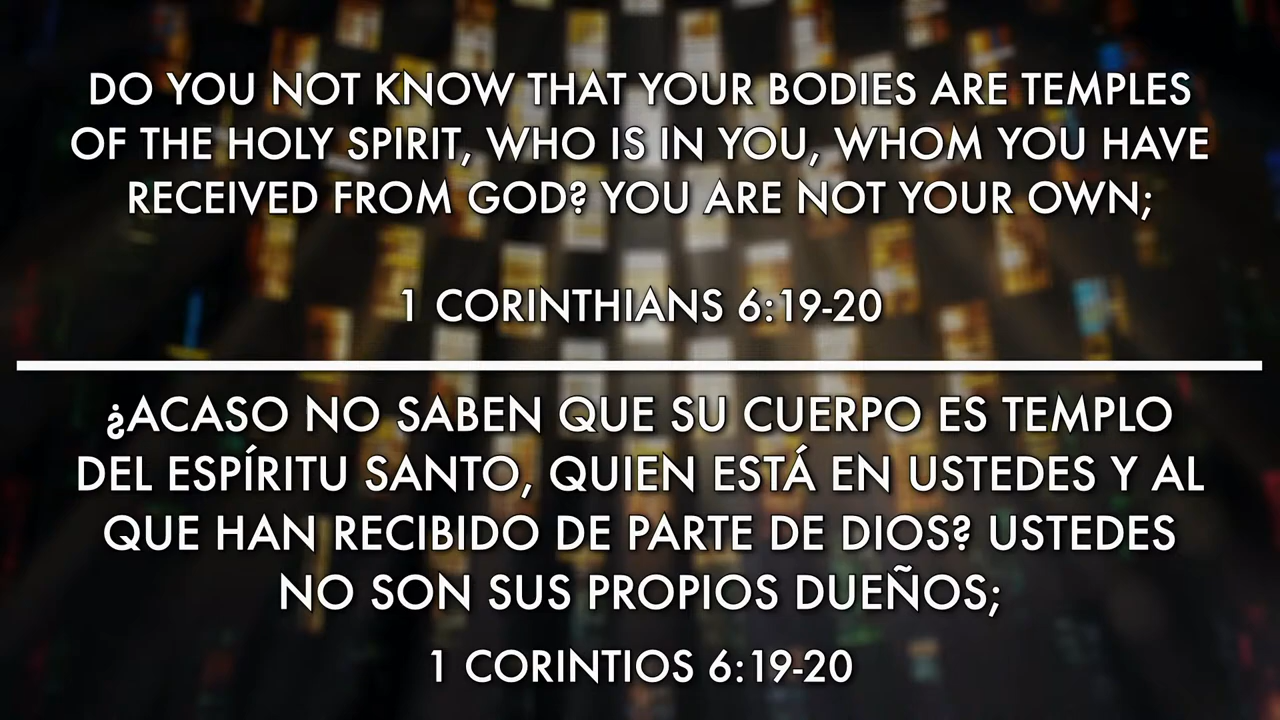 DO YOU NOT KNOW THAT YOUR BODIES ARE TEMPLES
OF THE HOLY SPIRIT, WHO IS IN YOU, WHOM YOU HAVE
RECEIVED FROM GOD? YOU ARE NOT YOUR OWN;
1 CORINTHIANS 6:19-20
¿ACASO NO SABEN QUE SU CUERPO ES TEMPLO
DEL ESPÍRITU SANTO, QUIEN ESTÁ EN USTEDES Y AL
QUE HAN RECIBIDO DE PARTE DE DIOS? USTEDES
NO SON SUS PROPIOS DUEÑOS;
1 CORINTIOS 6:19-20